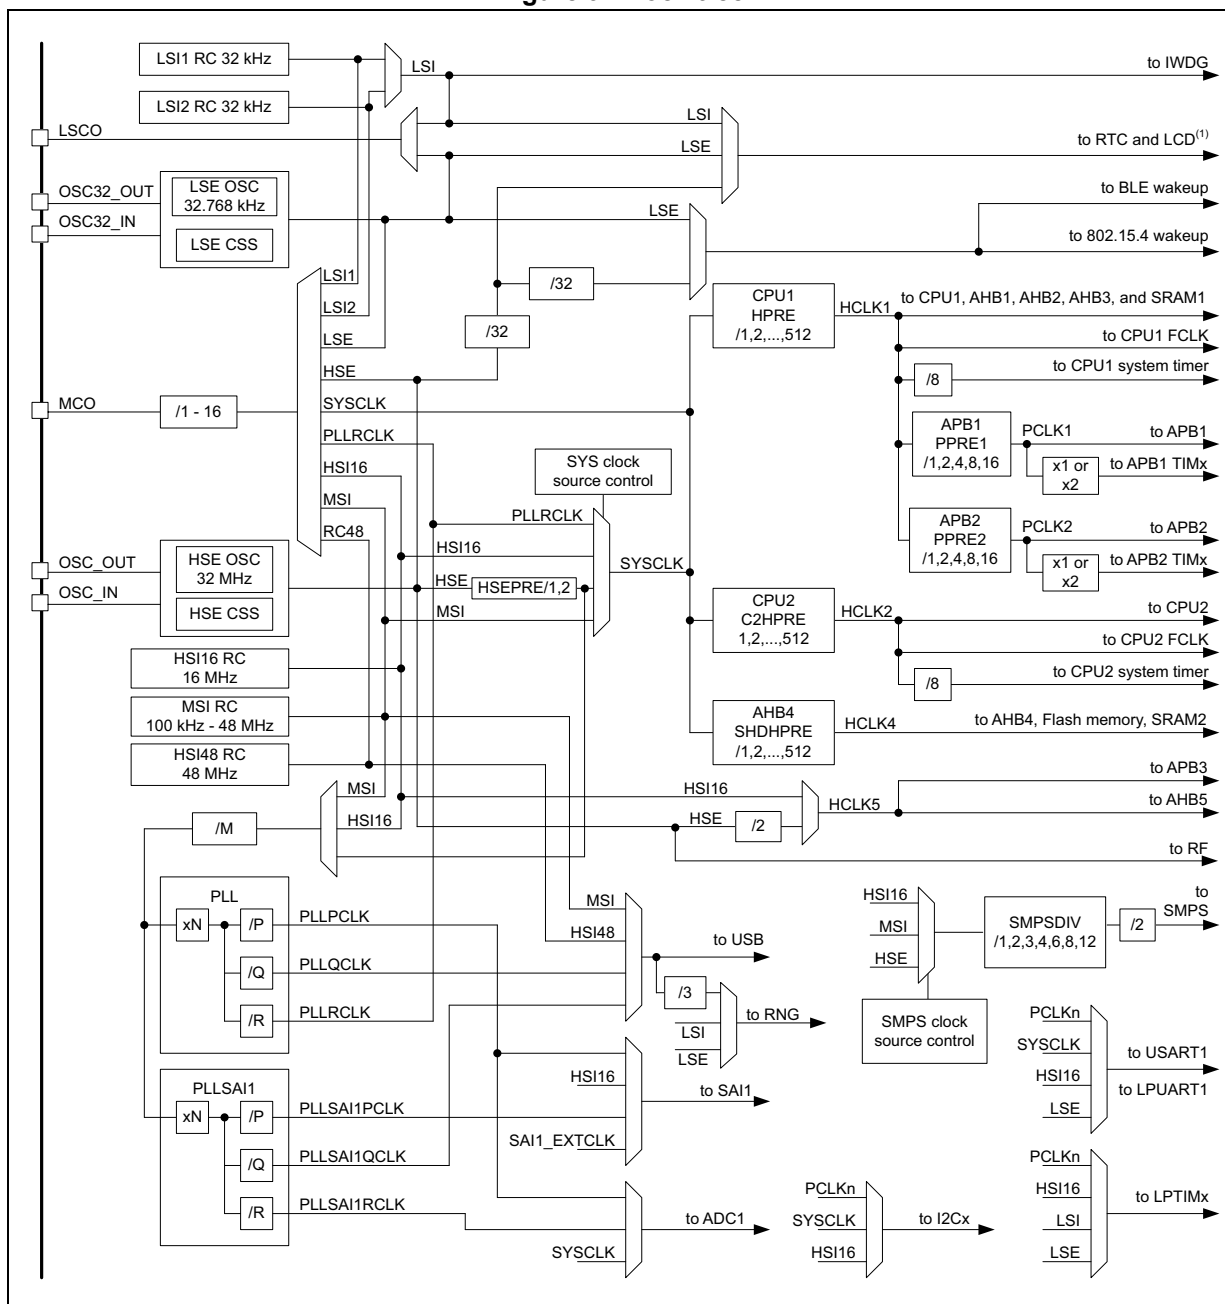 LSI1 RC 32 kHz
LSI
to IWDG
LSI2 RC 32 kHz
LSCO
LSI
LSE
to RTC and LCD(1)
OSC32_OUT
OSC32_IN
LSE OSC
32.768 kHz
LSE CSS
LSE
to BLE wakeup
to 802.15.4 wakeup
LSI1
LSI2
LSE
HSE
SYSCLK
PLLRCLK
HSI16
MSI
RC48
/32
/32
MCO
/1 - 16
CPU1
HPRE
/1,2,...,512
HCLK1
to CPU1, AHB1, AHB2, AHB3, and SRAM1
to CPU1 FCLK
/8
to CPU1 system timer
APB1
PPRE1
/1,2,4,8,16
PCLK1
to APB1
x1 or
x2
to APB1 TIMx
SYS clock
source control
PLLRCLK
HSI16
HSE
HSEPRE/1,2
MSI
SYSCLK
APB2
PPRE2
/1,2,4,8,16
PCLK2
to APB2
x1 or
x2
to APB2 TIMx
OSC_OUT
OSC_IN
HSE OSC
32 MHz
HSE CSS
CPU2
C2HPRE
1,2,...,512
HCLK2
to CPU2
to CPU2 FCLK
/8
to CPU2 system timer
HSI16 RC
16 MHz
MSI RC
100 kHz - 48 MHz
HSI48 RC
48 MHz
AHB4
SHDHPRE
/1,2,...,512
HCLK4
to AHB4, Flash memory, SRAM2
MSI
HSI16
/M
HSI16
HSE
/2
HCLK5
to APB3
to AHB5
to RF
PLL
xN
/P
/Q
/R
PLLPCLK
PLLQCLK
PLLRCLK
MSI
HSI48
to USB
/3
LSI
LSE
to RNG
HSI16
MSI
HSE
SMPSDIV
/1,2,3,4,6,8,12
/2
to
SMPS
SMPS clock
source control
PCLKn
SYSCLK
HSI16
LSE
to USART1
to LPUART1
PLLSAI1
xN
/P
/Q
/R
PLLSAI1PCLK
PLLSAI1QCLK
PLLSAI1RCLK
HSI16
SAI1_EXTCLK
to SAI1
SYSCLK
to ADC1
PCLKn
SYSCLK
HSI16
to I2Cx
PCLKn
HSI16
LSI
LSE
to LPTIMx